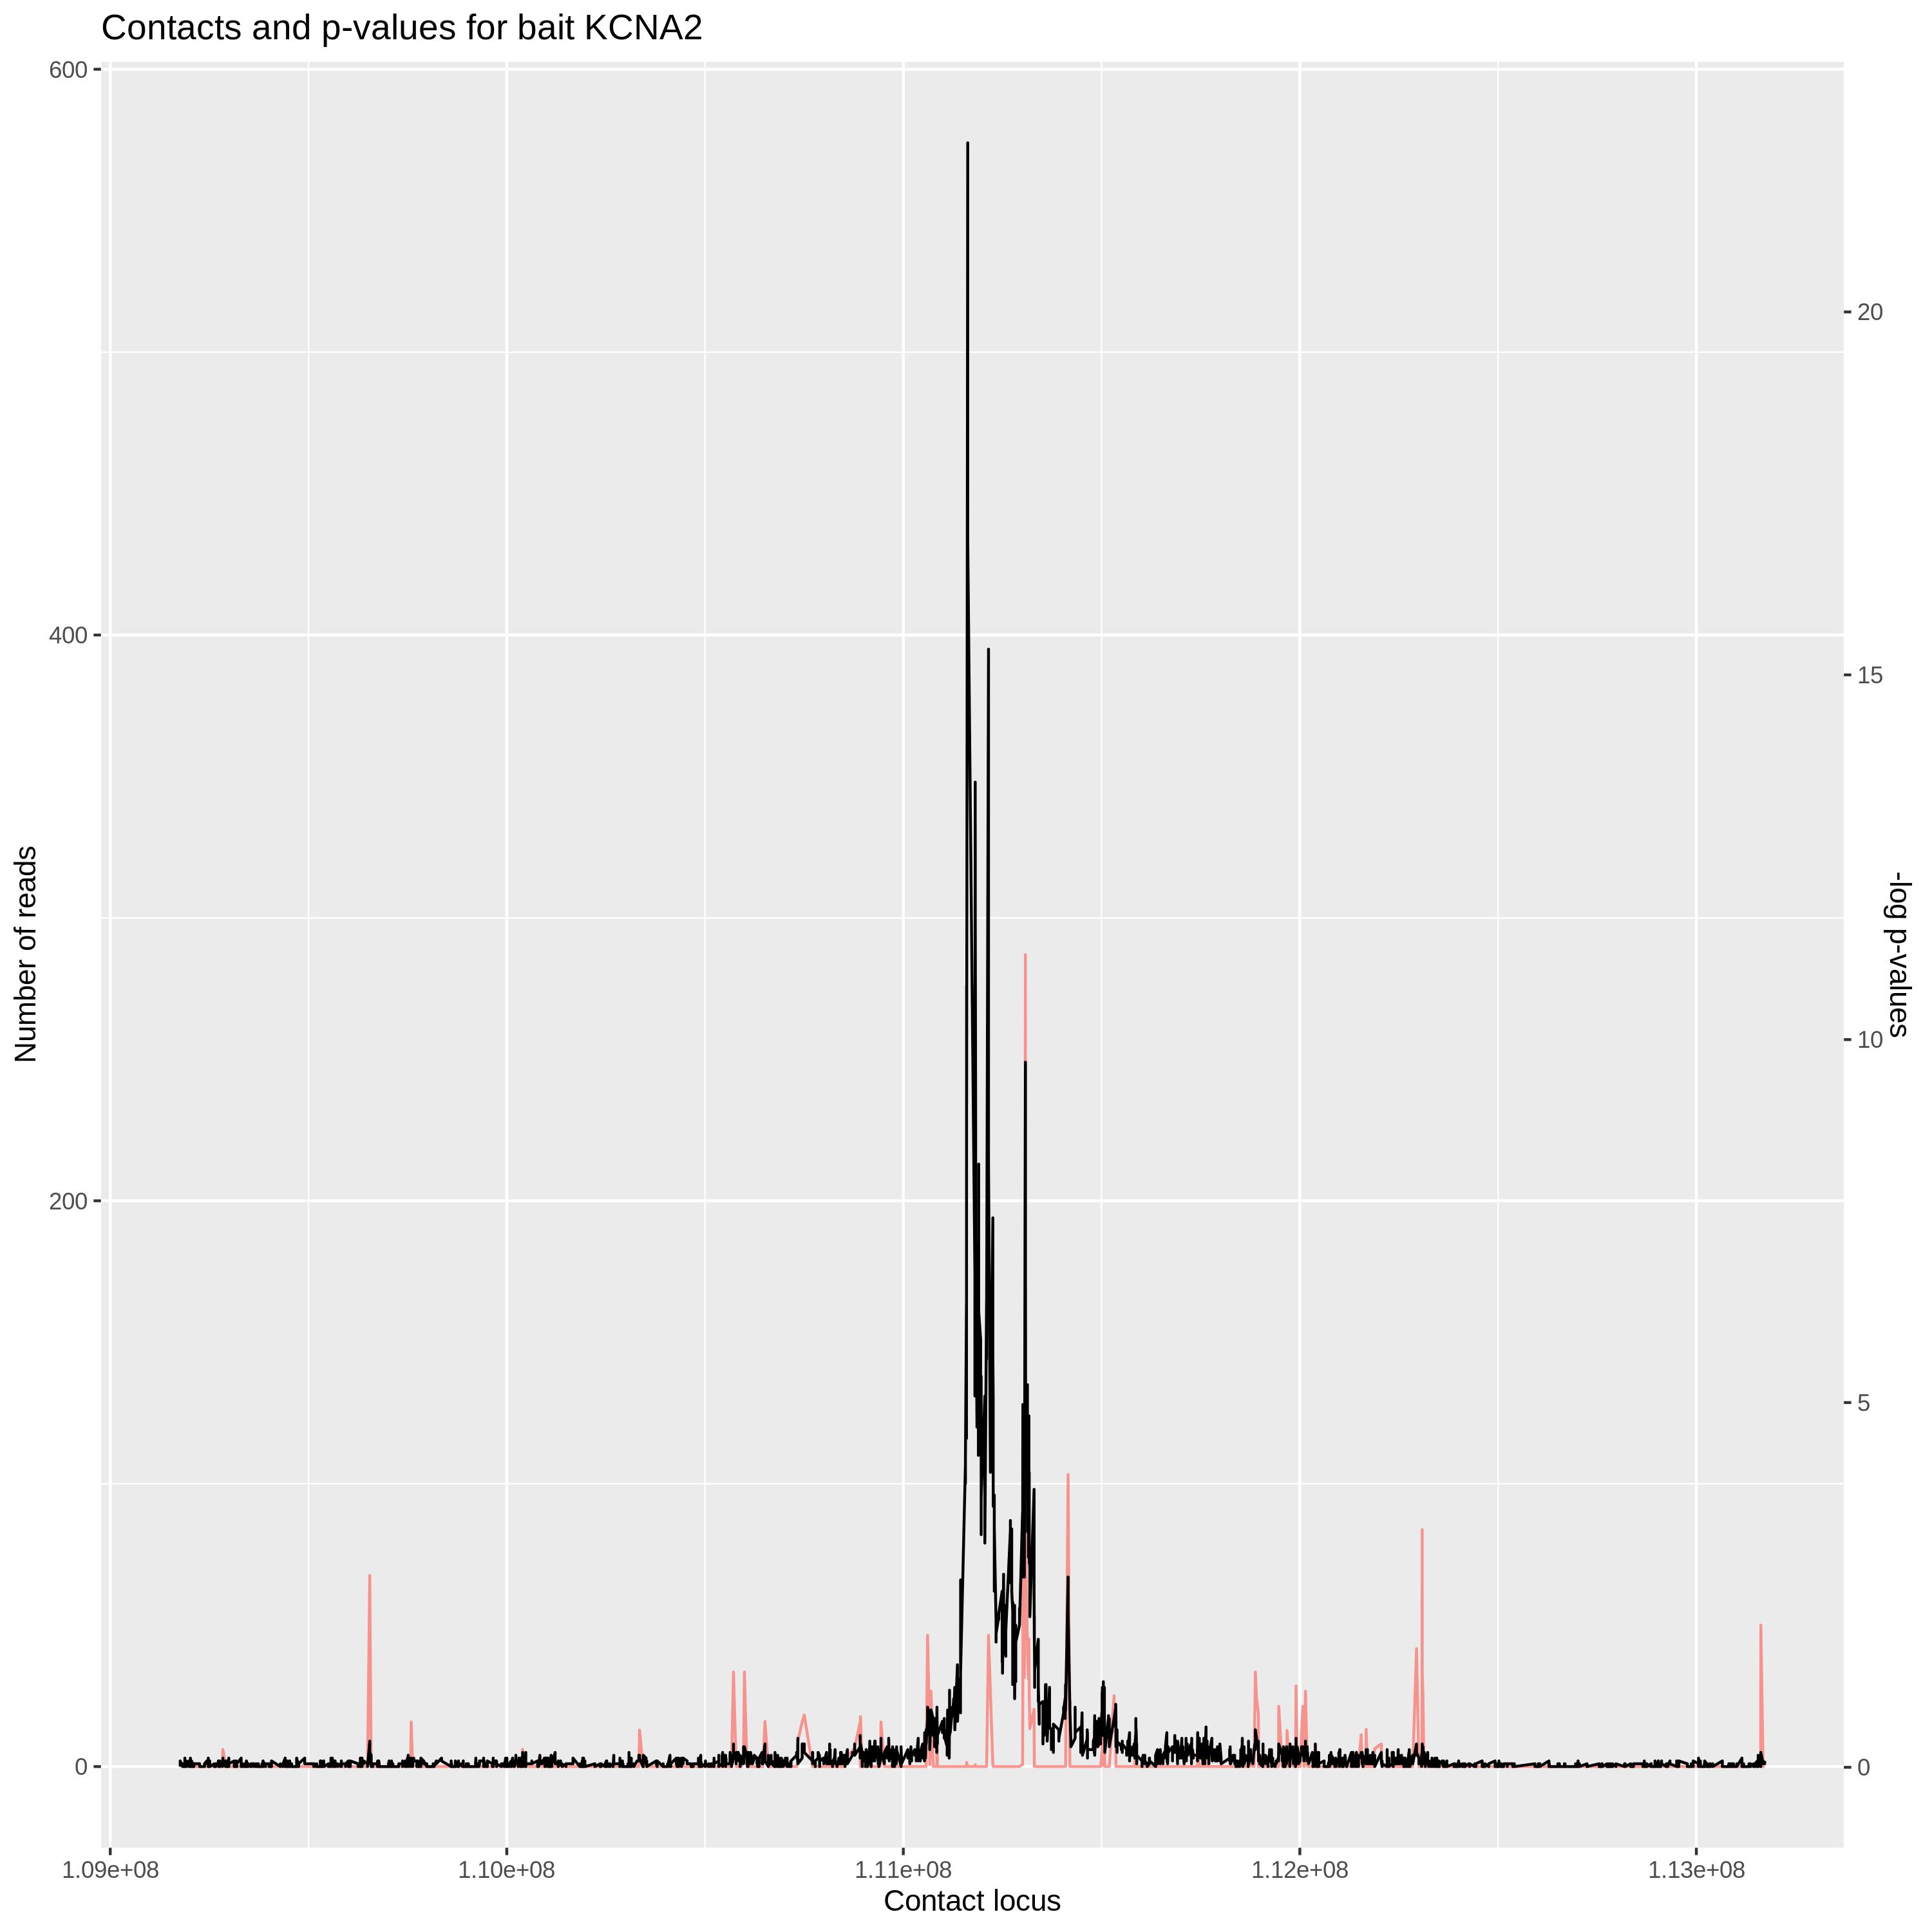 Contacts and p-values for bait KCNA2
600
400
200
0
Number of reads
20
15
10
5
0
-log p-values
1.09e+08
1.10e+08
1.11e+08
1.12e+08
1.13e+08
Contact locus